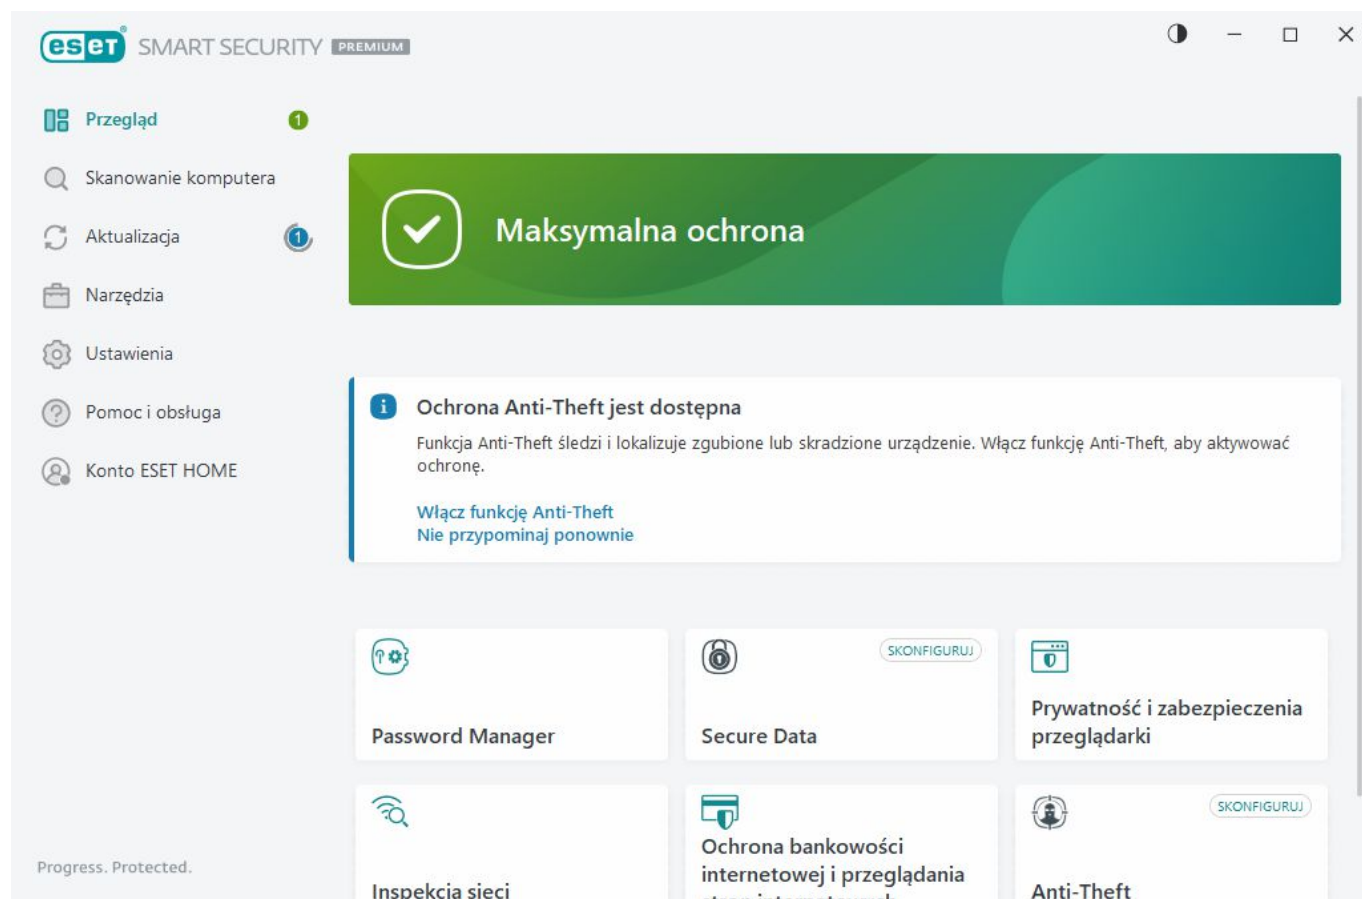 eset SMART SECURITY PREMIUM
Przegląd 1
Skanowanie komputera
Aktualizacja 1
Narzędzia
Ustawienia
Pomoc i obsługa
Konto ESET HOME
Progress. Protected.
Maksymalna ochrona
Ochrona Anti-Theft jest dostępna
Funkcja Anti-Theft śledzi i lokalizuje zgubione lub skradzione urządzenie. Włącz funkcję Anti-Theft, aby aktywować
ochronę.
Włącz funkcję Anti-Theft
Nie przypominaj ponownie
Password Manager
SKONFIGURUJ
Secure Data
Prywatność i zabezpieczenia
przeglądarki
Inspekcja sieci
Ochrona bankowości
internetowej i przeglądania
stron internetowych
SKONFIGURUJ
Anti-Theft